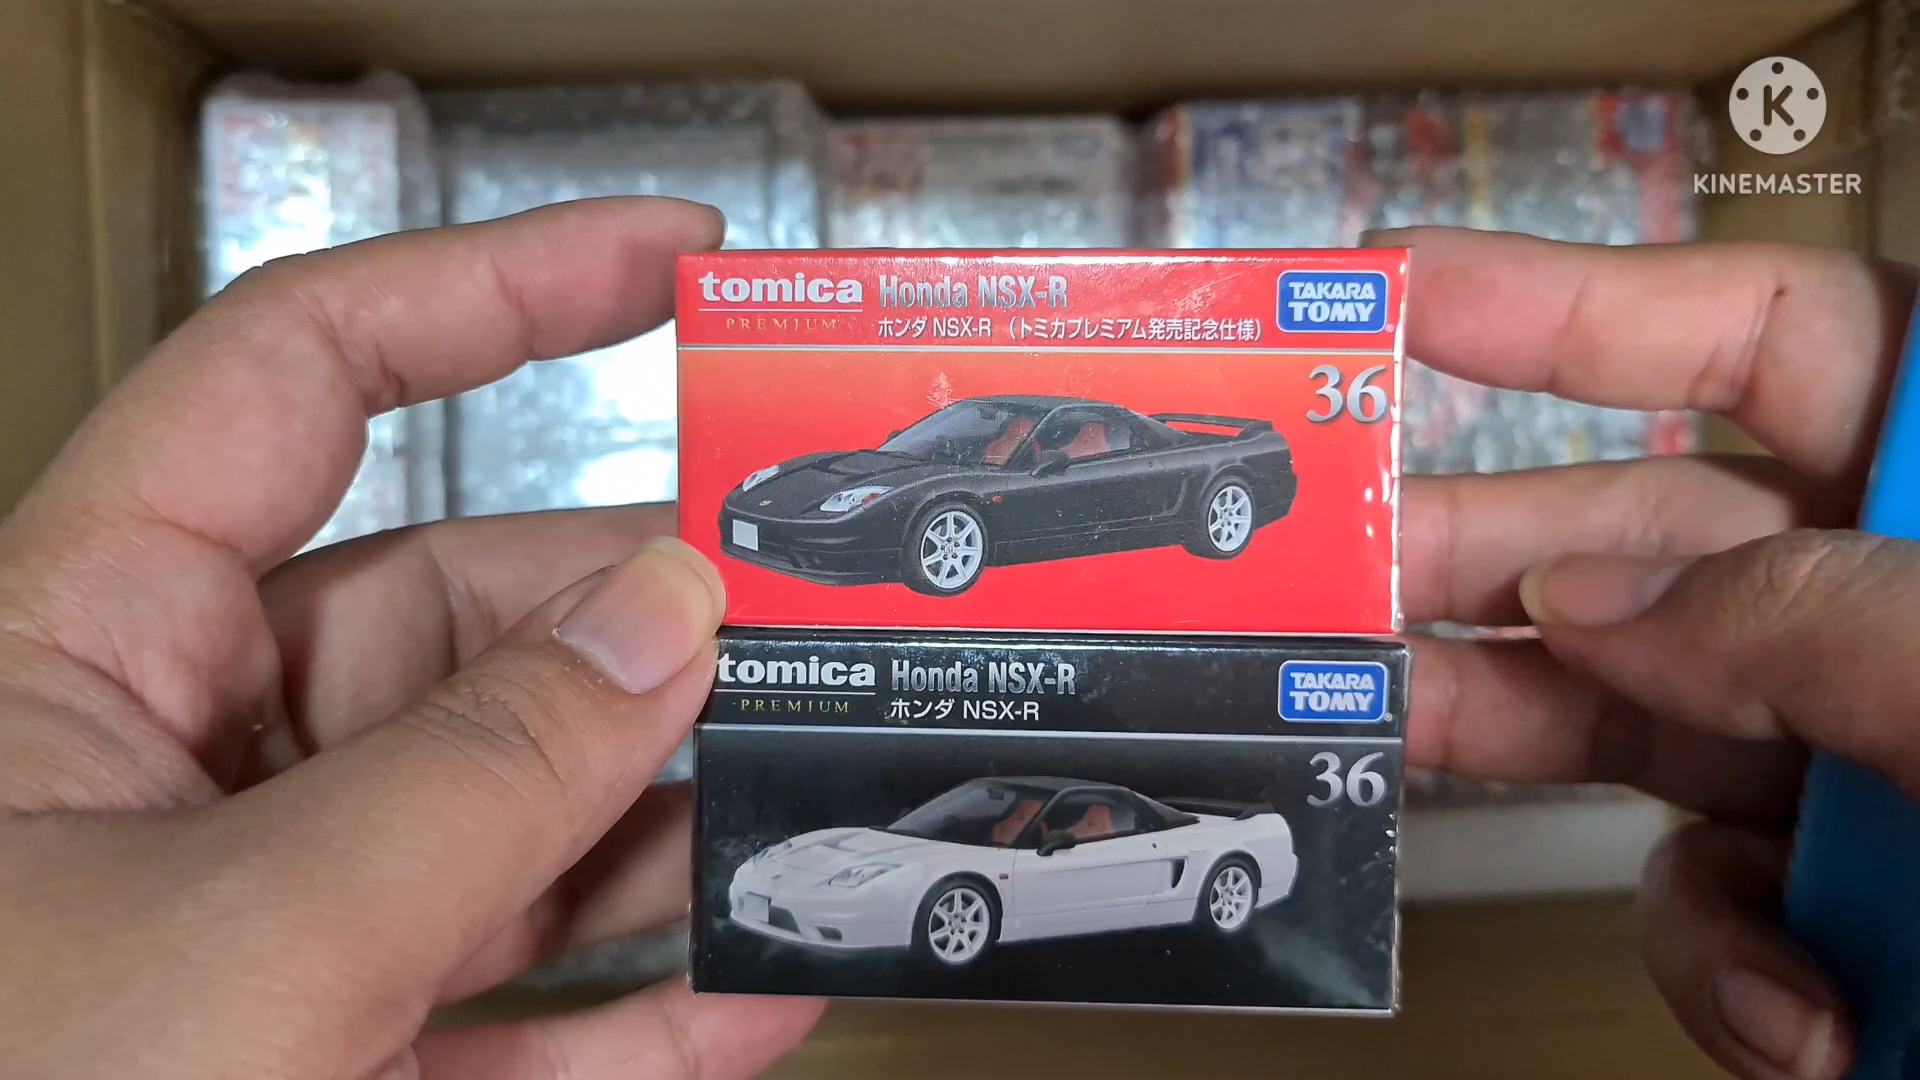 KINEMASTER
tomica Honda NSX-R
PREMIUM
ホンダ NSX-R （トミカプレミアム発売記念仕様）
TAKARA
TOMY
36
tomica Honda NSX-R
PREMIUM
ホンダ NSX-R
TAKARA
TOMY
36